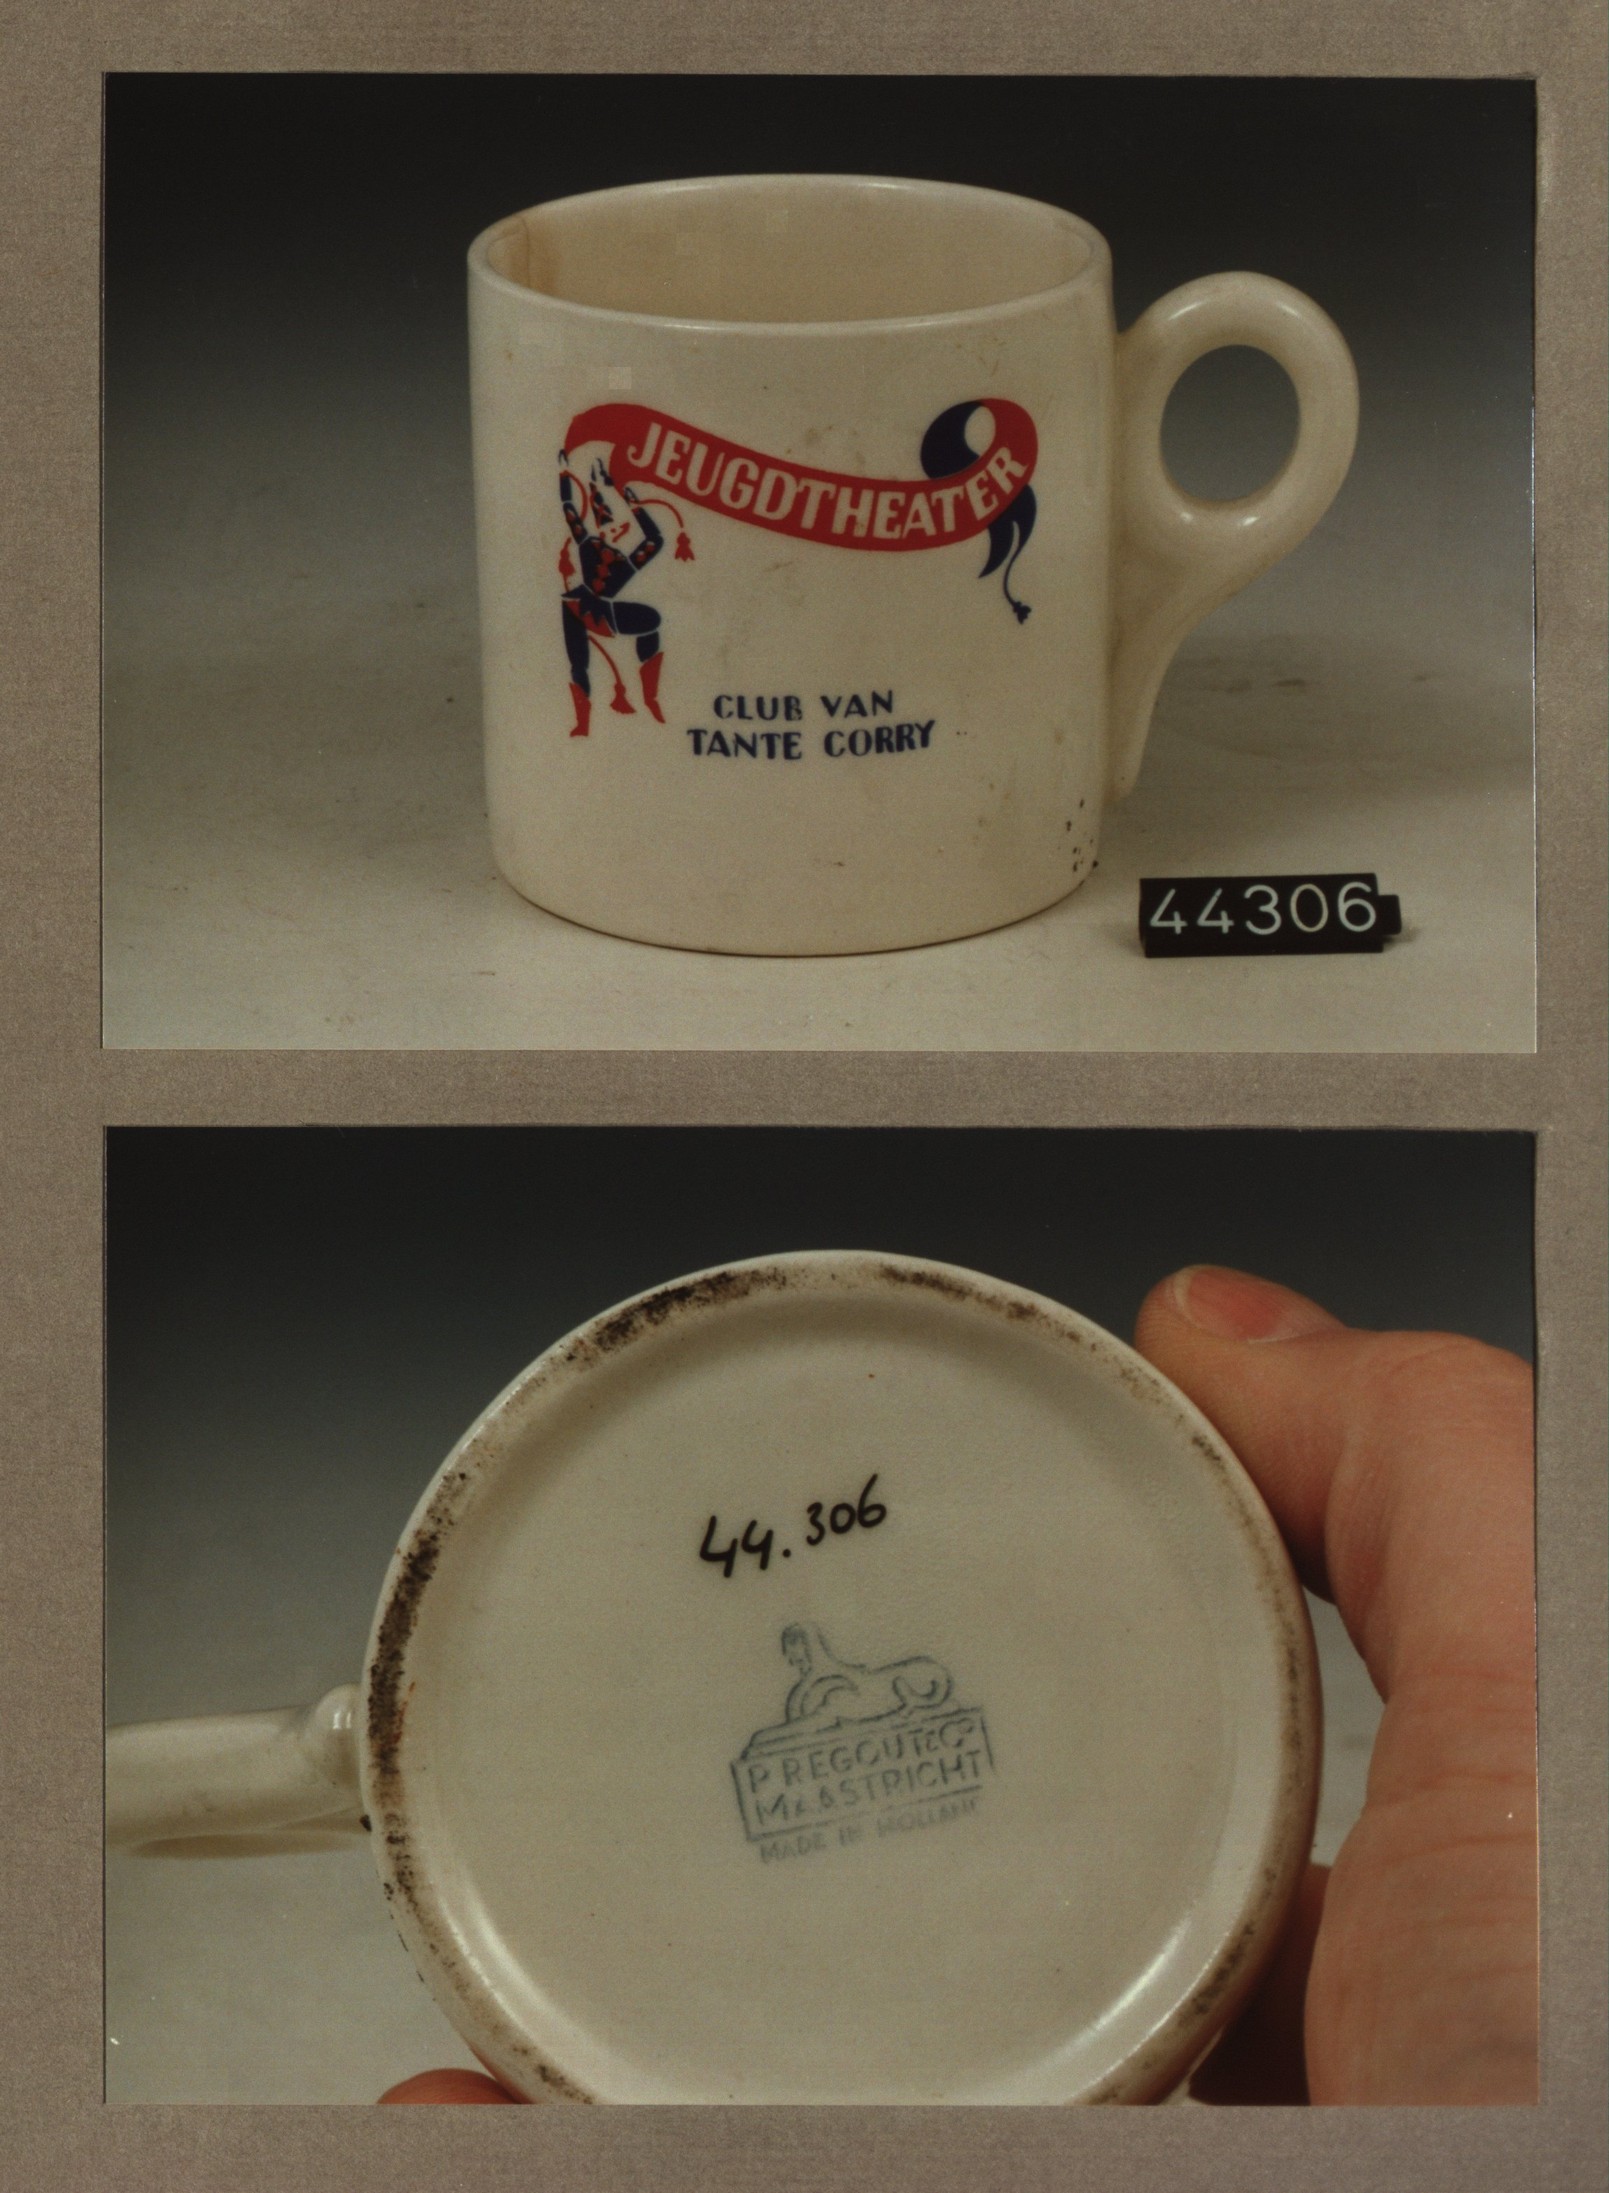 JEUGDTHEATER
CLUB VAN
TANTE CORRY
44306
44.306
P. REGOUT & Co
MAASTRICHT
MADE IN HOLLAND